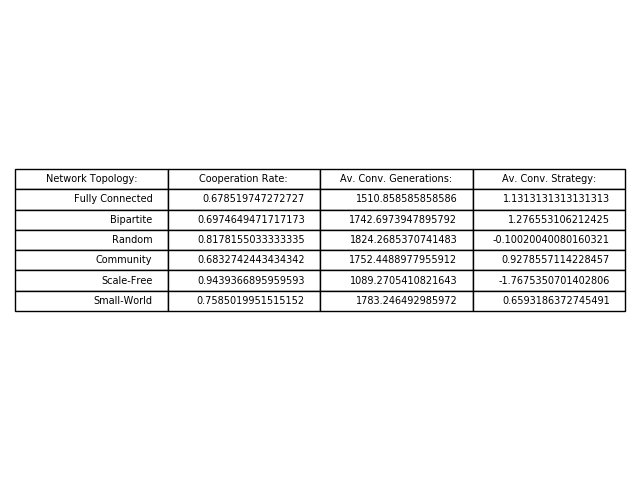 Network Topology: Cooperation Rate: Av. Conv. Generations: Av. Conv. Strategy:
Fully Connected 0.678519747272727 1510.858585858586 1.1313131313131313
Bipartite 0.6974649471717173 1742.6973947895792 1.276553106212425
Random 0.8178155033333335 1824.2685370741483 -0.10020040080160321
Community 0.6832742443434342 1752.4488977955912 0.9278557114228457
Scale-Free 0.9439366895959593 1089.2705410821643 -1.7675350701402806
Small-World 0.7585019951515152 1783.246492985972 0.6593186372745491